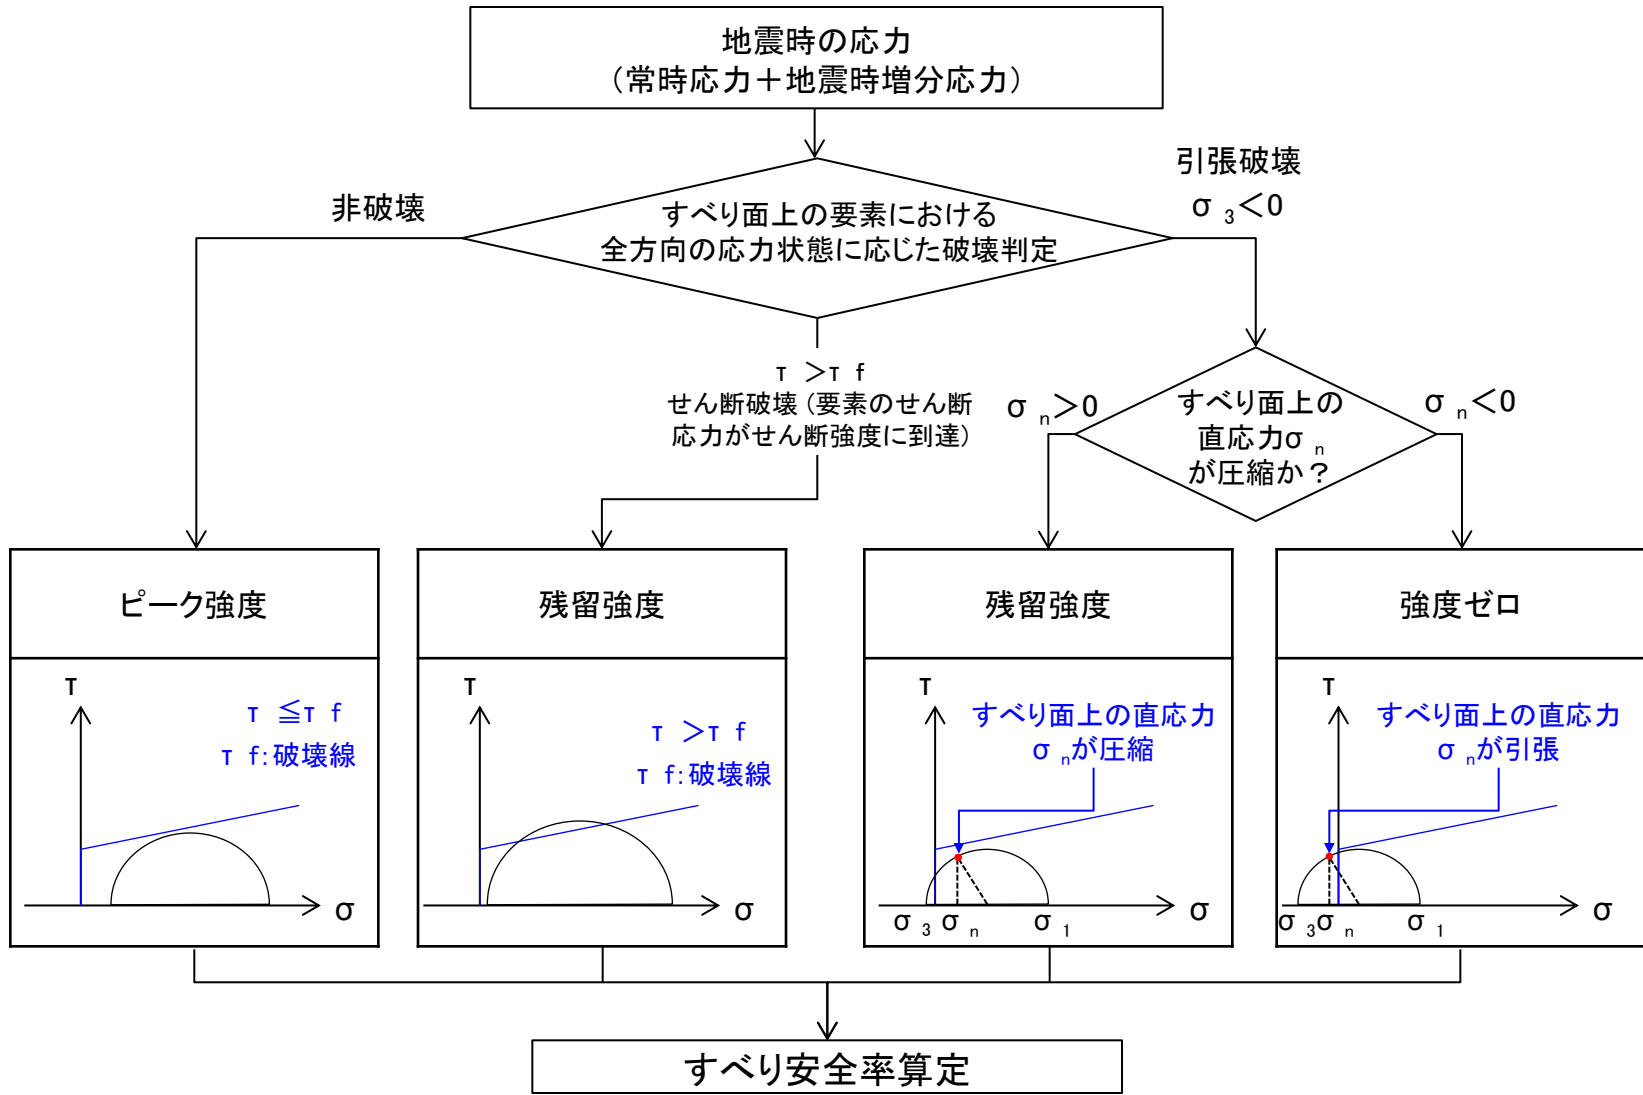 地震時の応力
（常時応力＋地震時増分応力）
引張破壊
σ₃＜0
非破壊
すべり面上の要素における
全方向の応力状態に応じた破壊判定
τ ＞τ f
せん断破壊（要素のせん断
応力がせん断強度に到達）
σn＞0
すべり面上の
直応力σn
が圧縮か？
σn＜0
ピーク強度
残留強度
残留強度
強度ゼロ
τ
τ ≦τ f
τ f：破壊線
σ
τ
τ ＞τ f
τ f：破壊線
σ
τ
すべり面上の直応力
σnが圧縮
σ
σ₃ σn σ₁
τ
すべり面上の直応力
σnが引張
σ
σ₃σn σ₁
すべり安全率算定